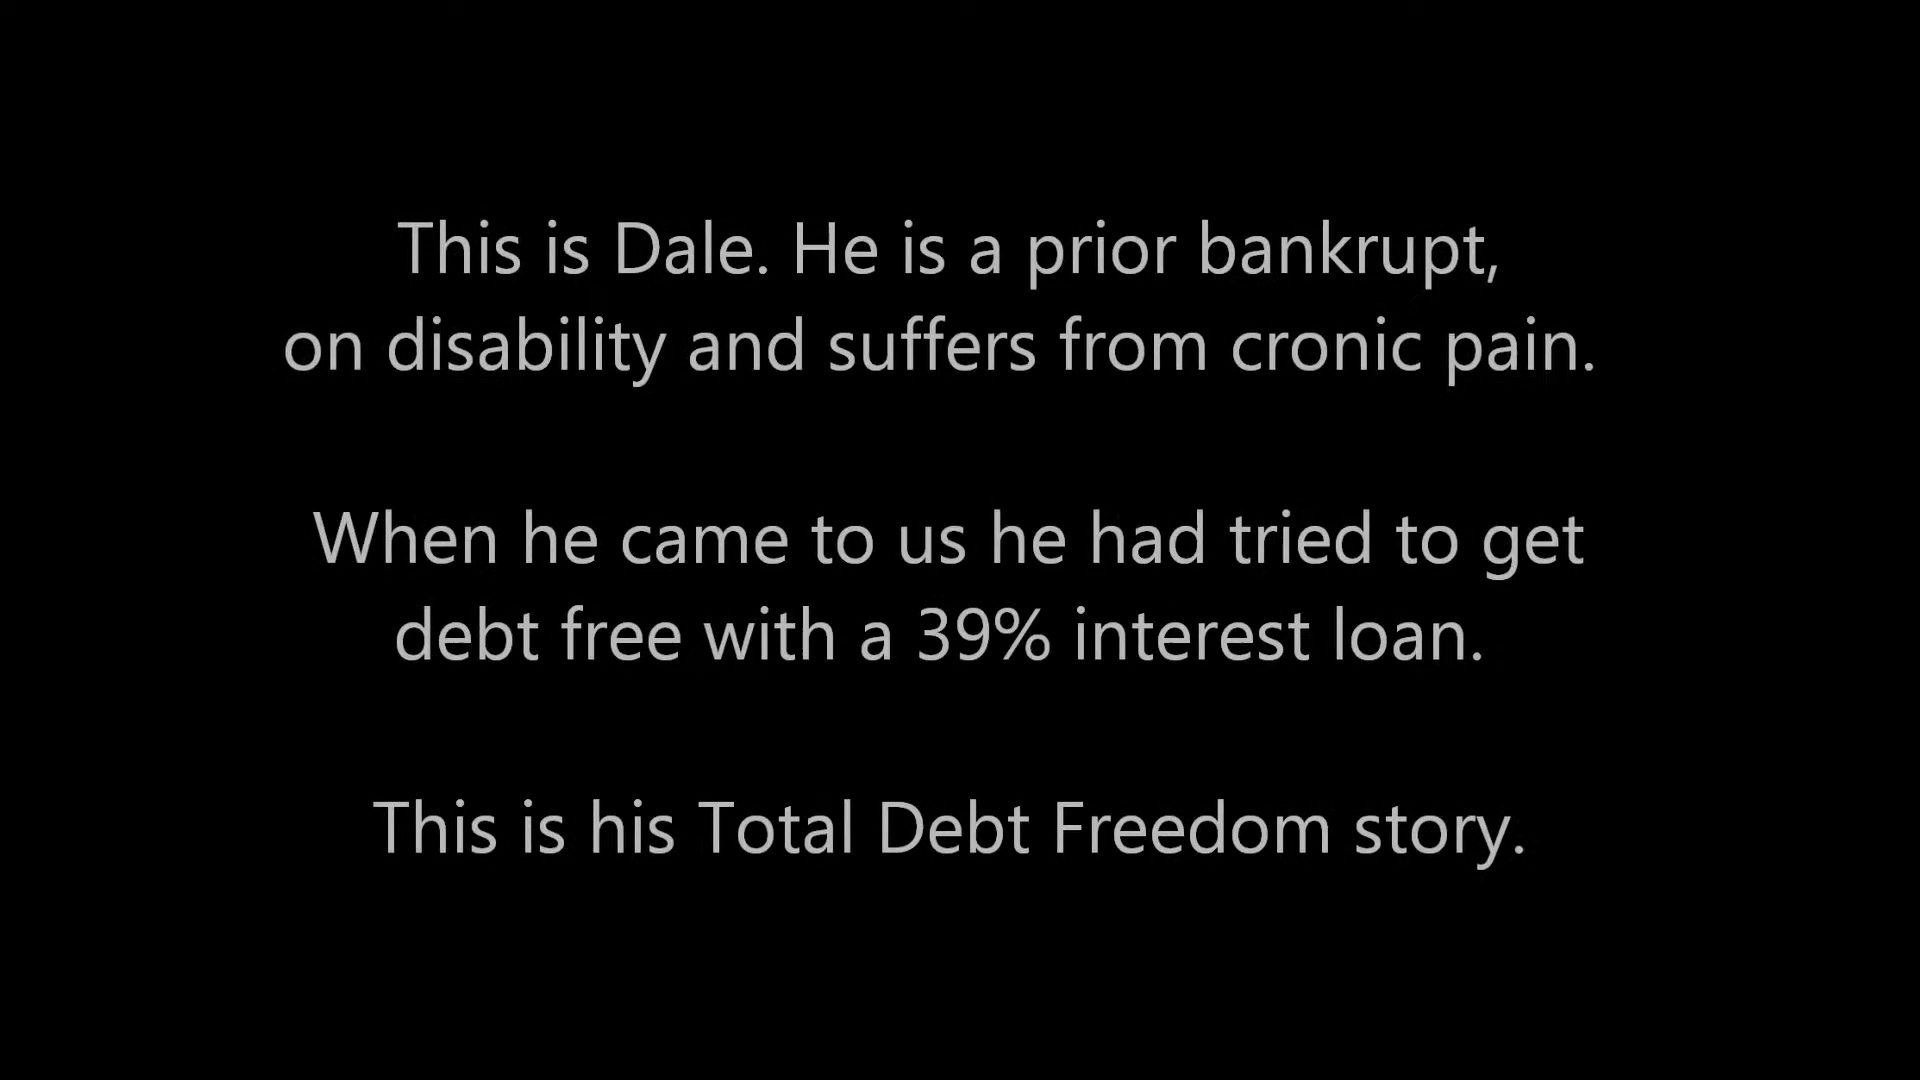 This is Dale. He is a prior bankrupt,
on disability and suffers from cronic pain.
When he came to us he had tried to get
debt free with a 39% interest loan.
This is his Total Debt Freedom story.